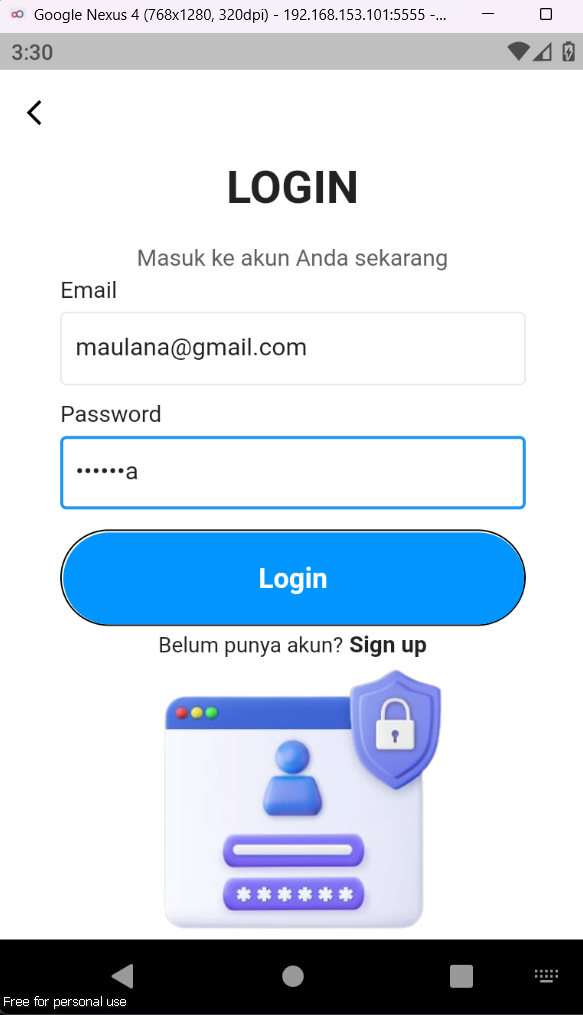 Google Nexus 4 (768x1280, 320dpi) - 192.168.153.101:5555 -...
3:30
LOGIN
Masuk ke akun Anda sekarang
Email
maulana@gmail.com
Password
••••••a
Login
Belum punya akun? Sign up
******
Free for personal use